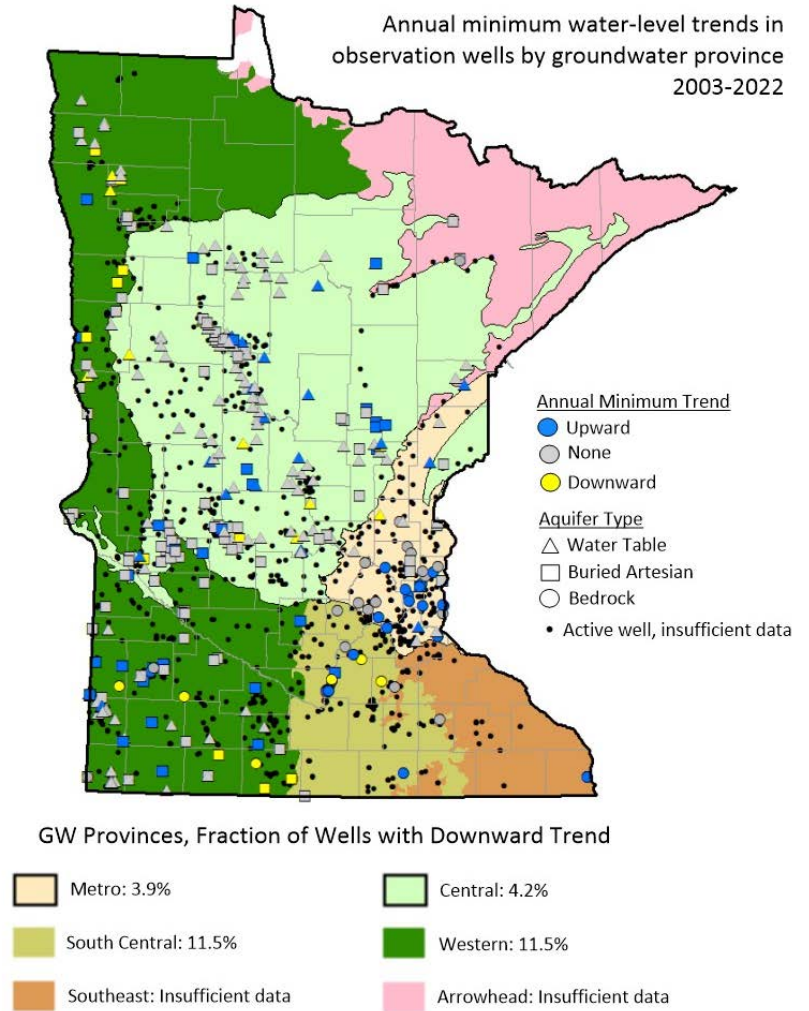 Annual minimum water-level trends in
observation wells by groundwater province
2003-2022
Annual Minimum Trend
Upward
None
Downward
Aquifer Type
Water Table
Buried Artesian
Bedrock
Active well, insufficient data
GW Provinces, Fraction of Wells with Downward Trend
Metro: 3.9%
Central: 4.2%
South Central: 11.5%
Western: 11.5%
Southeast: Insufficient data
Arrowhead: Insufficient data